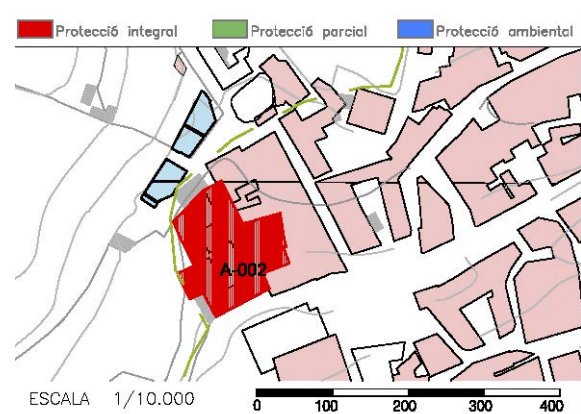 Protecció integral Protecció parcial Protecció ambiental
A-002
ESCALA 1/10.000
0 100 200 300 400